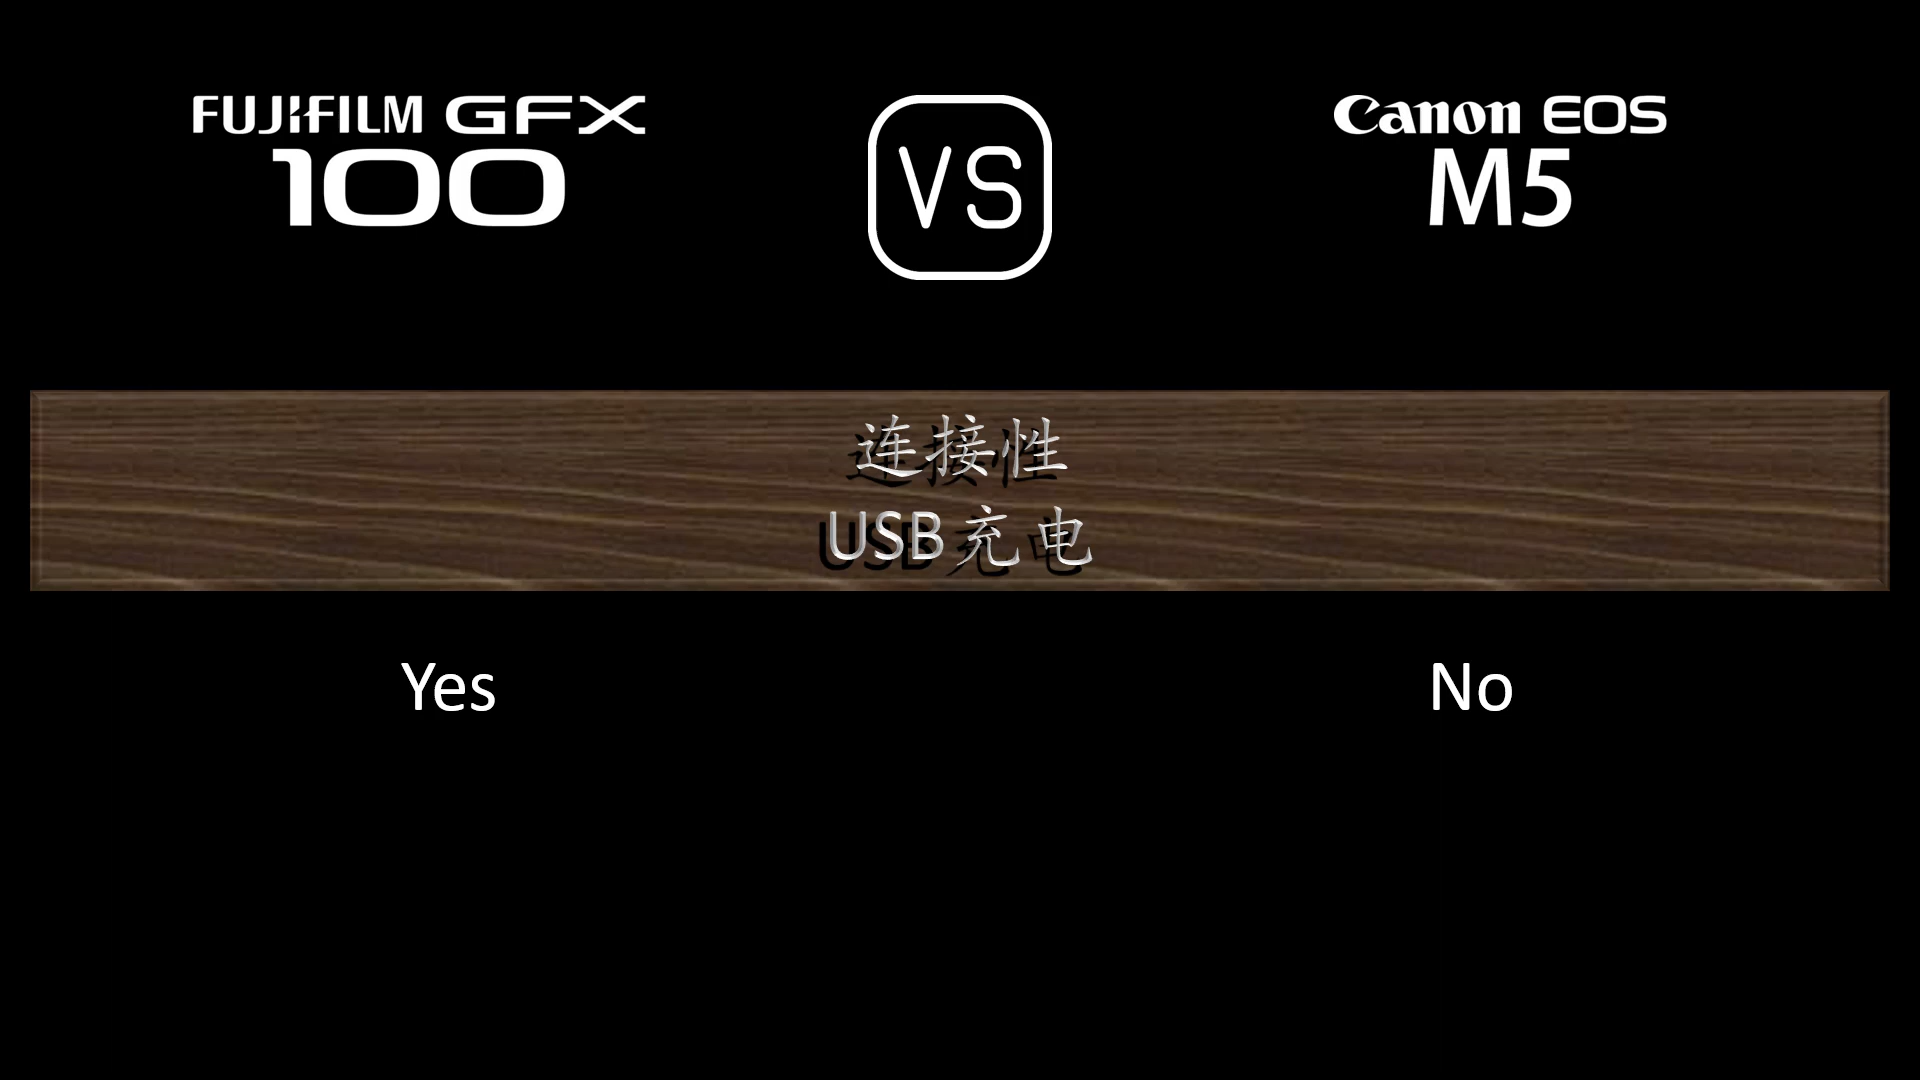 FUJIFILM GFX
100
VS
Canon EOS
M5
连接性
USB 充电
Yes
No